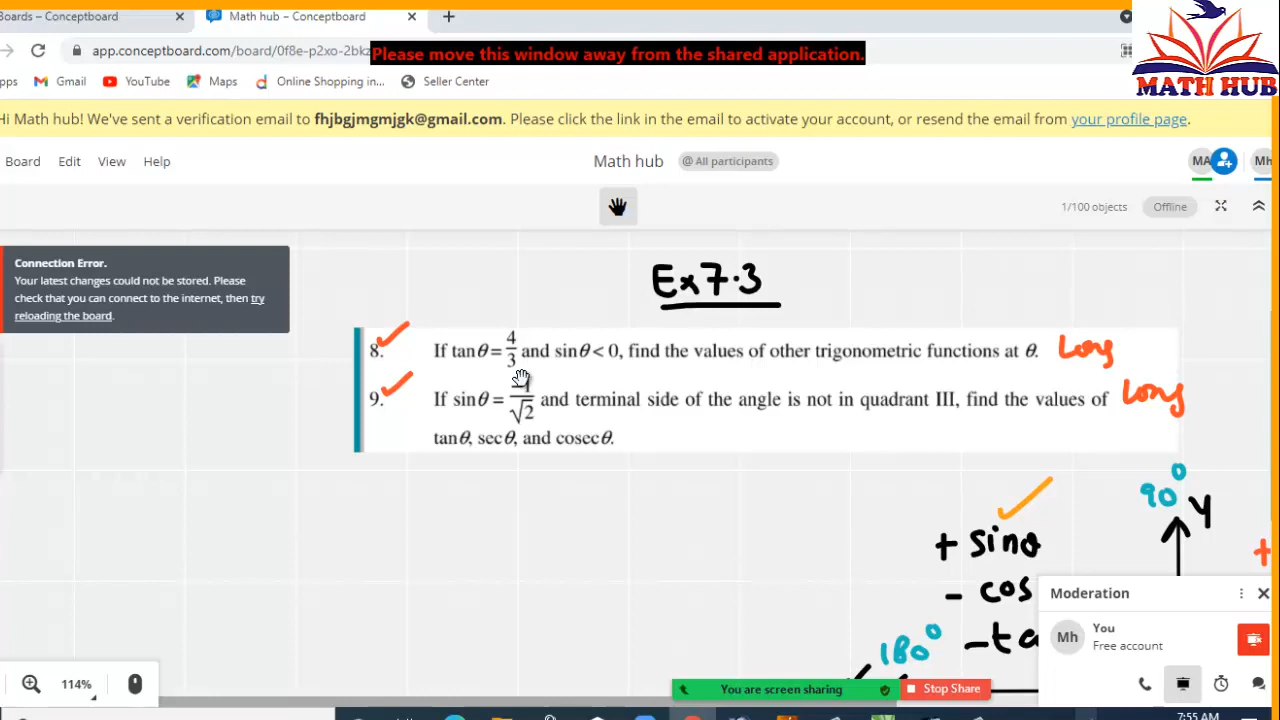 Boards – Conceptboard
Math hub – Conceptboard
app.conceptboard.com/board/0f8e-p2xo-2bkz
Please move this window away from the shared application.
MATH HUB
pps
Gmail
YouTube
Maps
Online Shopping in...
Seller Center
Hi Math hub! We've sent a verification email to fhjbgjmgmjgk@gmail.com. Please click the link in the email to activate your account, or resend the email from your profile page.
Board Edit View Help
Math hub
@ All participants
MA
Mh
1/100 objects
Offline
Connection Error.
Your latest changes could not be stored. Please
check that you can connect to the internet, then try
reloading the board.
Ex 7.3
8. If tanθ = 4/3 and sinθ < 0, find the values of other trigonometric functions at θ. Long
9. If sinθ = -1/√2 and terminal side of the angle is not in quadrant III, find the values of Long
tanθ, secθ, and cosecθ.
90° Y
+ sinθ
+
- cos
- ta
180°
Moderation
Mh
You
Free account
114%
You are screen sharing
Stop Share
7:55 AM